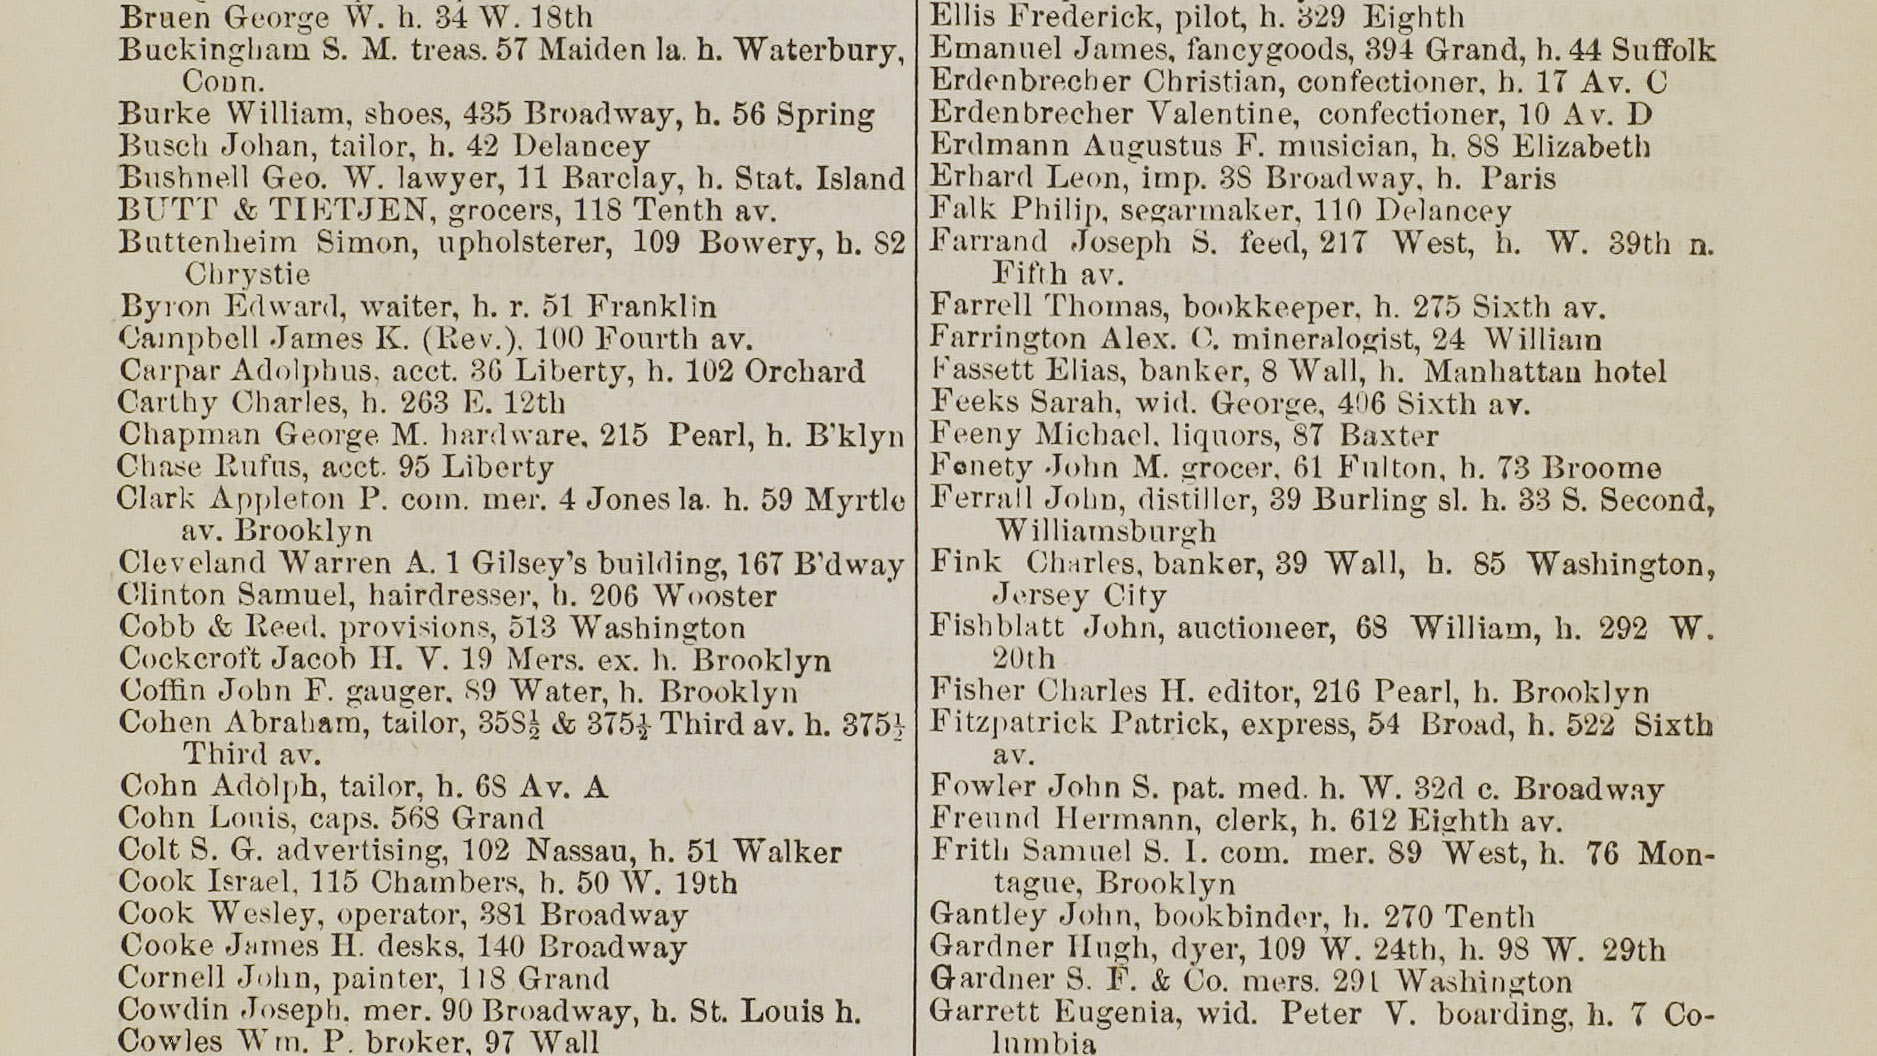 Bruen George W. h. 34 W. 18th
Buckingham S. M. treas. 57 Maiden la. h. Waterbury,
Conn.
Burke William, shoes, 435 Broadway, h. 56 Spring
Busch Johan, tailor, h. 42 Delancey
Bushnell Geo. W. lawyer, 11 Barclay, h. Stat. Island
BUTT & TIETJEN, grocers, 118 Tenth av.
Buttenheim Simon, upholsterer, 109 Bowery, h. 82
Chrystie
Byron Edward, waiter, h. r. 51 Franklin
Campbell James K. (Rev.), 100 Fourth av.
Carpar Adolphus, acct. 36 Liberty, h. 102 Orchard
Carthy Charles, h. 263 E. 12th
Chapman George M. hardware, 215 Pearl, h. B'klyn
Chase Rufus, acct. 95 Liberty
Clark Appleton P. com. mer. 4 Jones la. h. 59 Myrtle
av. Brooklyn
Cleveland Warren A. 1 Gilsey's building, 167 B'dway
Clinton Samuel, hairdresser, h. 206 Wooster
Cobb & Reed, provisions, 513 Washington
Cockcroft Jacob H. V. 19 Mers. ex. h. Brooklyn
Coffin John F. gauger, 89 Water, h. Brooklyn
Cohen Abraham, tailor, 358½ & 375½ Third av. h. 375½
Third av.
Cohn Adolph, tailor, h. 68 Av. A
Cohn Louis, caps. 568 Grand
Colt S. G. advertising, 102 Nassau, h. 51 Walker
Cook Israel, 115 Chambers, h. 50 W. 19th
Cook Wesley, operator, 381 Broadway
Cooke James H. desks, 140 Broadway
Cornell John, painter, 118 Grand
Cowdin Joseph, mer. 90 Broadway, h. St. Louis h.
Cowles Wm. P. broker, 97 Wall
Ellis Frederick, pilot, h. 329 Eighth
Emanuel James, fancygoods, 394 Grand, h. 44 Suffolk
Erdenbrecher Christian, confectioner, h. 17 Av. C
Erdenbrecher Valentine, confectioner, 10 Av. D
Erdmann Augustus F. musician, h. 88 Elizabeth
Erhard Leon, imp. 38 Broadway, h. Paris
Falk Philip, segarmaker, 110 Delancey
Farrand Joseph S. feed, 217 West, h. W. 39th n.
Fifth av.
Farrell Thomas, bookkeeper, h. 275 Sixth av.
Farrington Alex. C. mineralogist, 24 William
Fassett Elias, banker, 8 Wall, h. Manhattan hotel
Feeks Sarah, wid. George, 406 Sixth av.
Feeny Michael, liquors, 87 Baxter
Fenety John M. grocer, 61 Fulton, h. 73 Broome
Ferrall John, distiller, 39 Burling sl. h. 33 S. Second,
Williamsburgh
Fink Charles, banker, 39 Wall, h. 85 Washington,
Jersey City
Fishblatt John, auctioneer, 68 William, h. 292 W.
20th
Fisher Charles H. editor, 216 Pearl, h. Brooklyn
Fitzpatrick Patrick, express, 54 Broad, h. 522 Sixth
av.
Fowler John S. pat. med. h. W. 32d c. Broadway
Freund Hermann, clerk, h. 612 Eighth av.
Frith Samuel S. I. com. mer. 89 West, h. 76 Mon-
tague, Brooklyn
Gantley John, bookbinder, h. 270 Tenth
Gardner Hugh, dyer, 109 W. 24th, h. 98 W. 29th
Gardner S. F. & Co. mers. 291 Washington
Garrett Eugenia, wid. Peter V. boarding, h. 7 Co-
lumbia